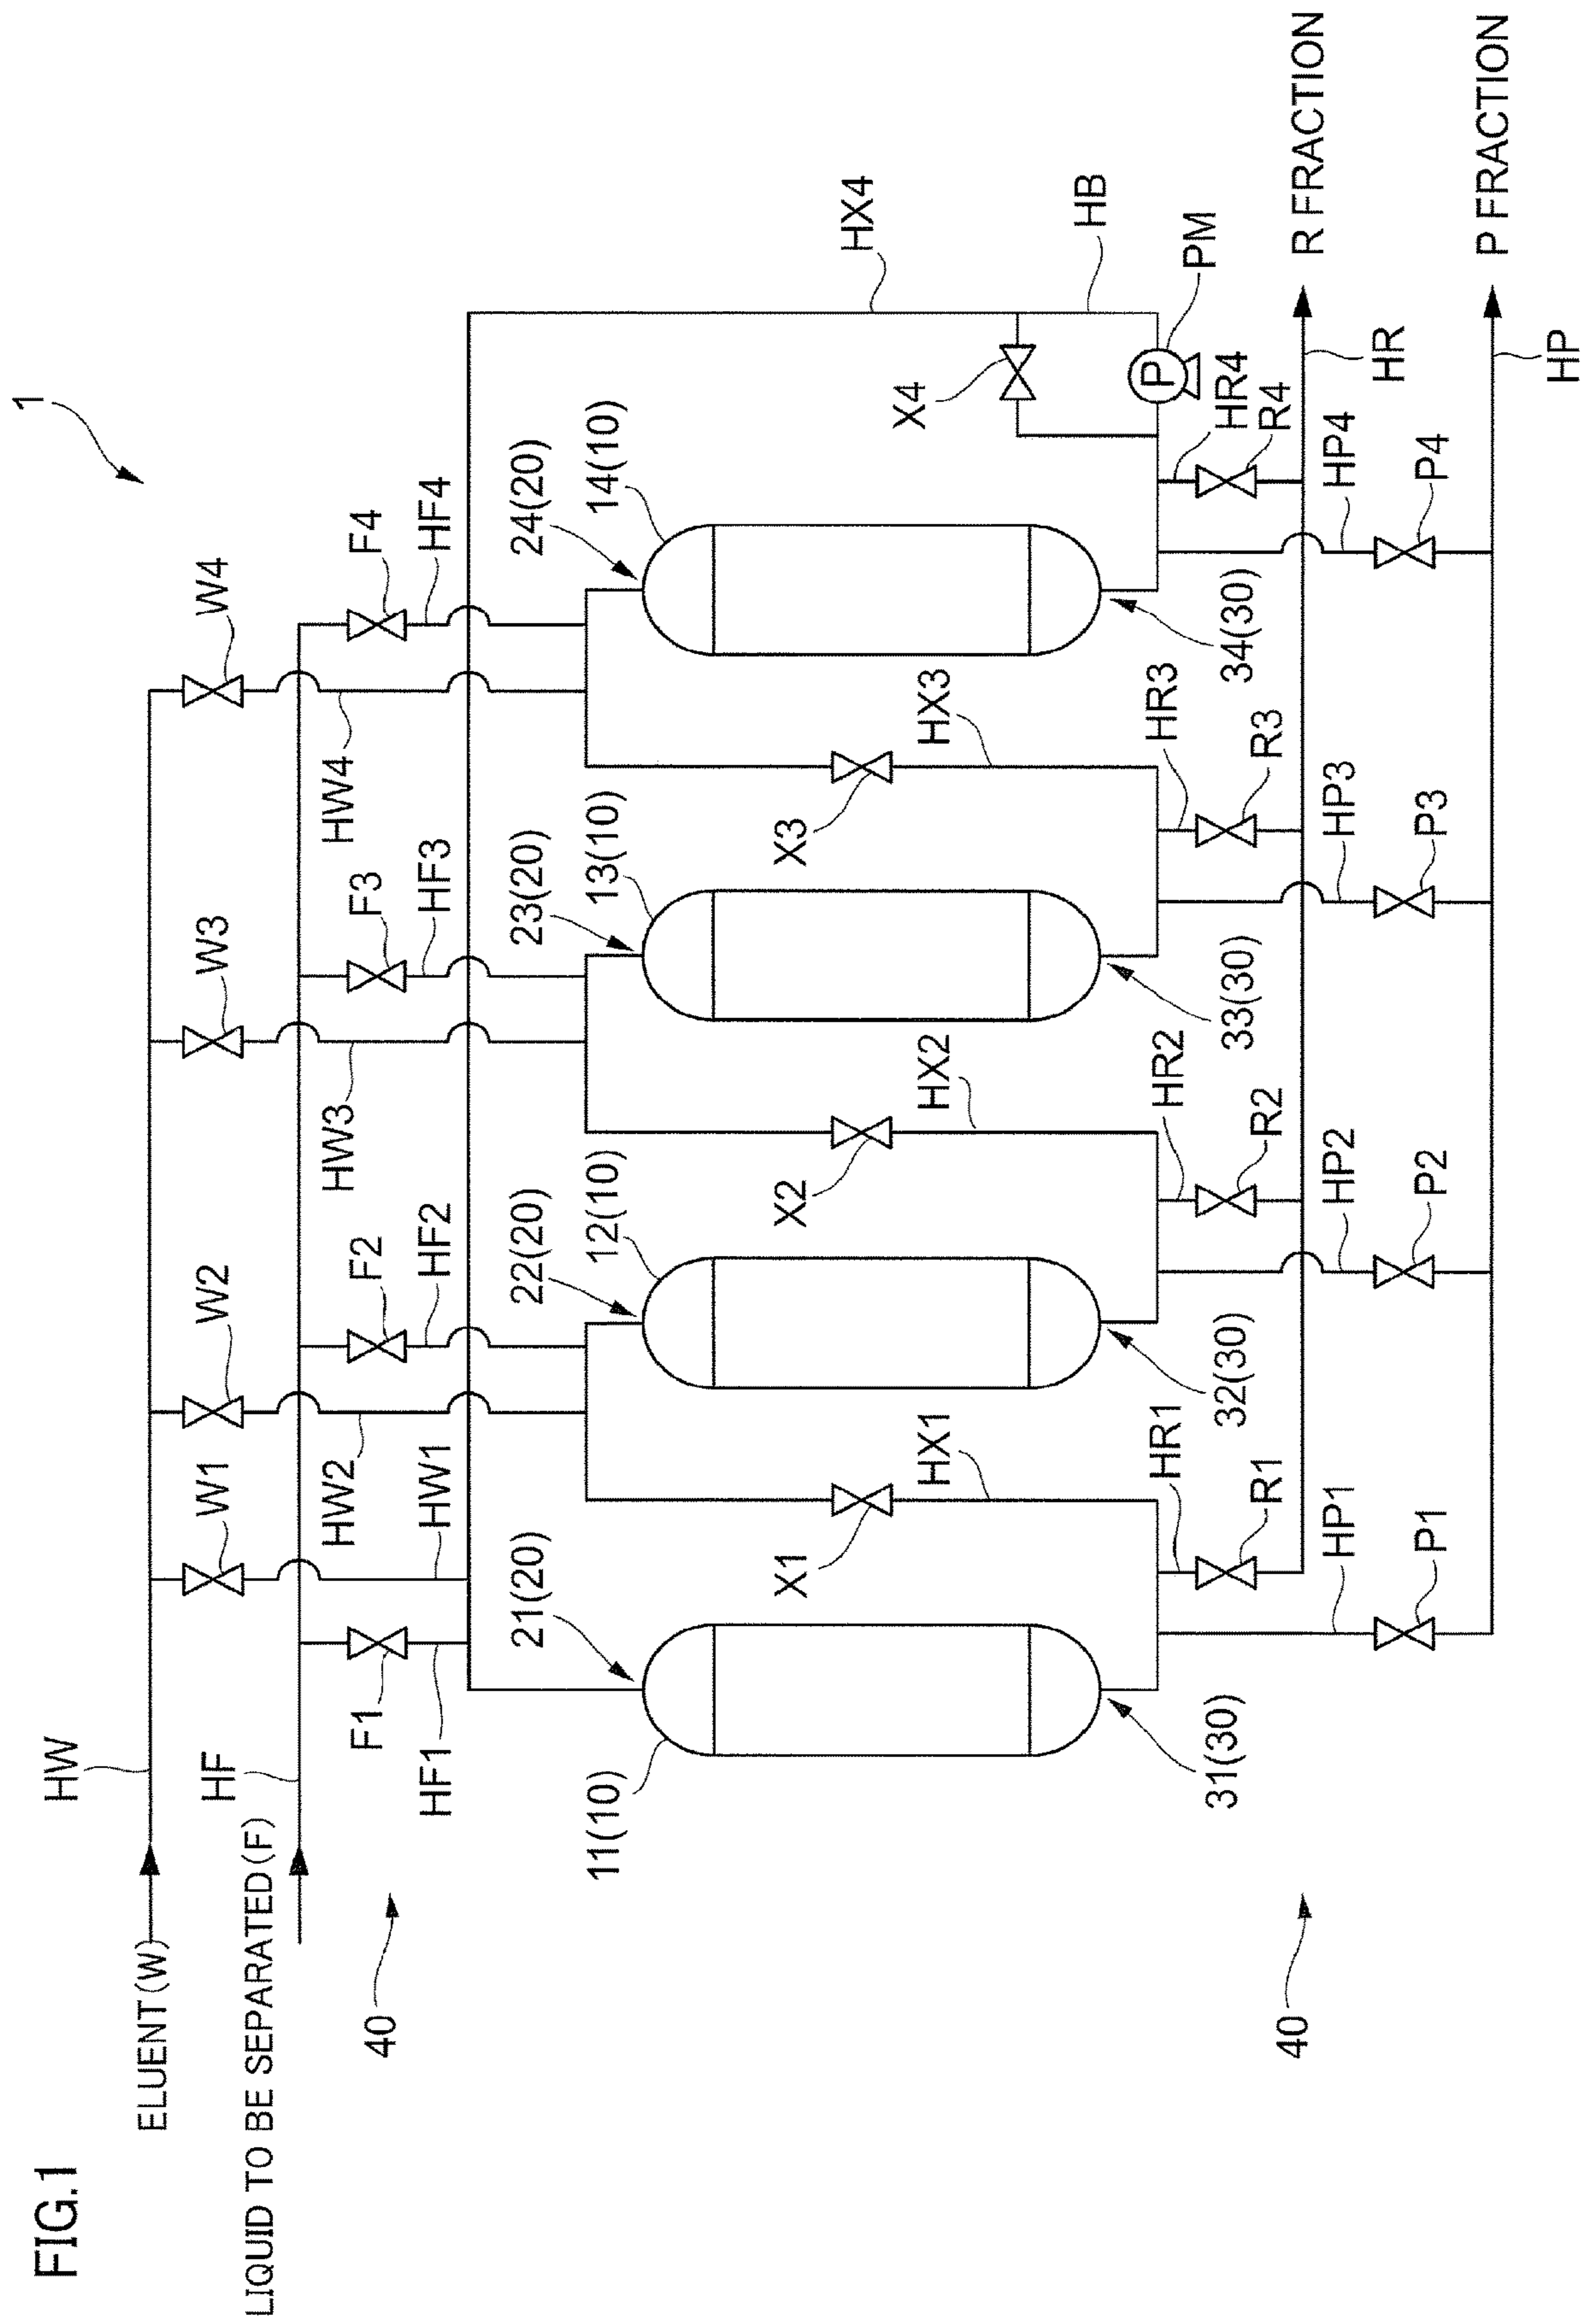 FIG.1
1
ELUENT(W)
HW
W1
W2
W3
W4
LIQUID TO BE SEPARATED(F)
HF
F1
F2
F3
F4
HW2
HW3
HW4
40
HF1
HW1
HF2
HF3
HF4
21(20)
22(20)
23(20)
24(20)
11(10)
12(10)
13(10)
14(10)
X1
X2
X3
X4
HX4
HX1
HX2
HX3
HB
P
PM
31(30)
32(30)
33(30)
34(30)
HR1
HR2
HR3
HR4
R1
R2
R3
R4
40
R FRACTION
HR
HP1
HP2
HP3
HP4
P1
P2
P3
P4
P FRACTION
HP